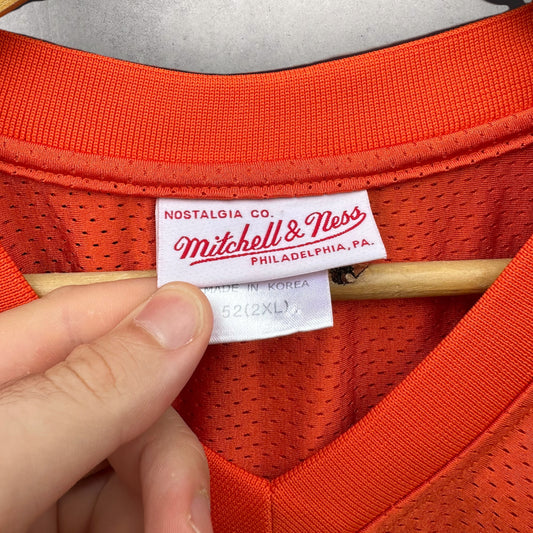 NOSTALGIA CO.
Mitchell & Ness
PHILADELPHIA, PA.
MADE IN KOREA
52(2XL)